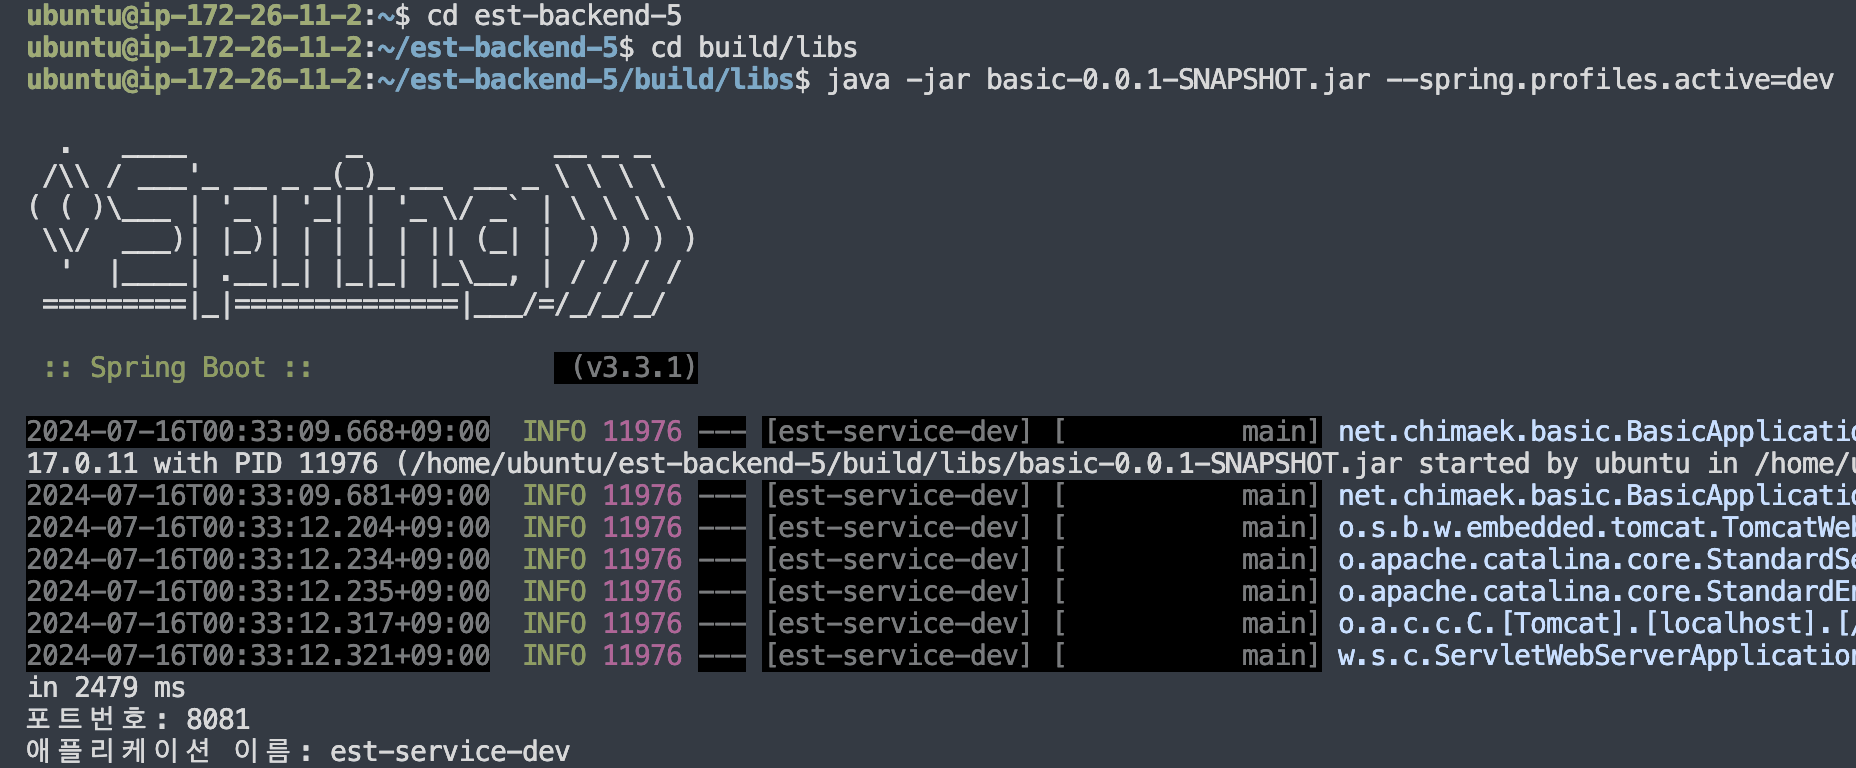 ubuntu@ip-172-26-11-2:~$ cd est-backend-5
ubuntu@ip-172-26-11-2:~/est-backend-5$ cd build/libs
ubuntu@ip-172-26-11-2:~/est-backend-5/build/libs$ java -jar basic-0.0.1-SNAPSHOT.jar --spring.profiles.active=dev
  .   ____          _            __ _ _
 /\\ / ___'_ __ _ _(_)_ __  __ _ \ \ \ \
( ( )\___ | '_ | '_| | '_ \/ _` | \ \ \ \
 \\/  ___)| |_)| | | | | || (_| |  ) ) ) )
  '  |____| .__|_| |_|_| |_\__, | / / / /
 =========|_|==============|___/=/_/_/_/
 :: Spring Boot ::                (v3.3.1)
2024-07-16T00:33:09.668+09:00  INFO 11976 --- [est-service-dev] [           main] net.chimaek.basic.BasicApplicatio
17.0.11 with PID 11976 (/home/ubuntu/est-backend-5/build/libs/basic-0.0.1-SNAPSHOT.jar started by ubuntu in /home/u
2024-07-16T00:33:09.681+09:00  INFO 11976 --- [est-service-dev] [           main] net.chimaek.basic.BasicApplicatio
2024-07-16T00:33:12.204+09:00  INFO 11976 --- [est-service-dev] [           main] o.s.b.w.embedded.tomcat.TomcatWeb
2024-07-16T00:33:12.234+09:00  INFO 11976 --- [est-service-dev] [           main] o.apache.catalina.core.StandardSe
2024-07-16T00:33:12.235+09:00  INFO 11976 --- [est-service-dev] [           main] o.apache.catalina.core.StandardEn
2024-07-16T00:33:12.317+09:00  INFO 11976 --- [est-service-dev] [           main] o.a.c.c.C.[Tomcat].[localhost].[/
2024-07-16T00:33:12.321+09:00  INFO 11976 --- [est-service-dev] [           main] w.s.c.ServletWebServerApplication
in 2479 ms
포트번호: 8081
애플리케이션 이름: est-service-dev